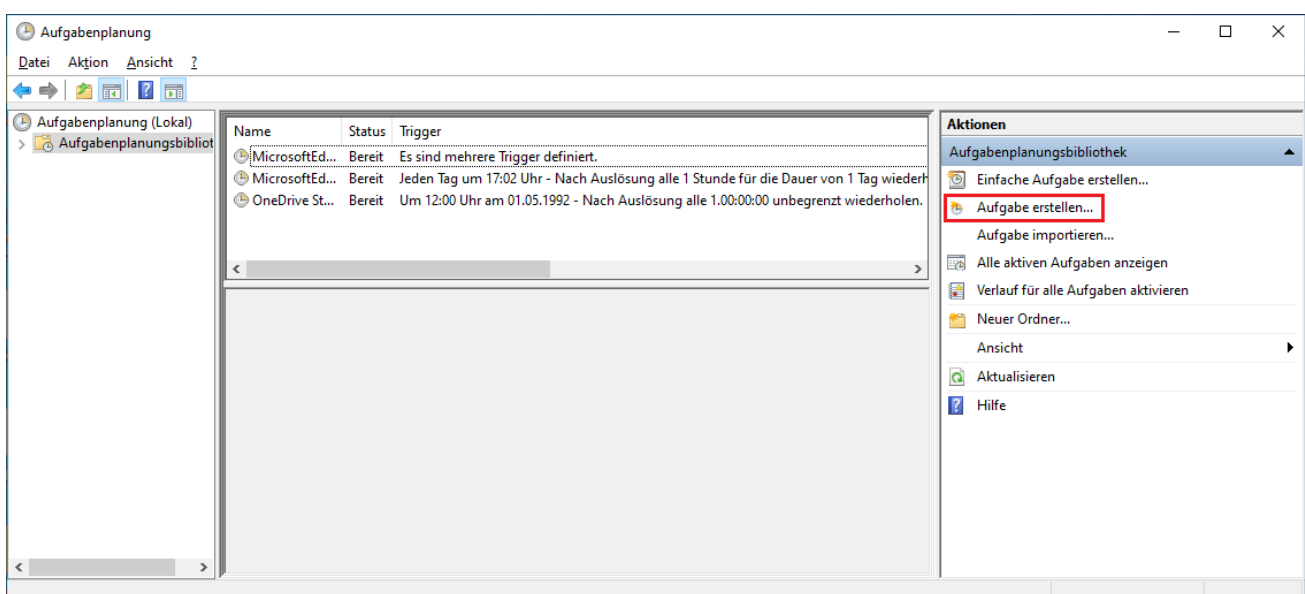 Aufgabenplanung
Datei Aktion Ansicht ?
Aufgabenplanung (Lokal)
Aufgabenplanungsbibliot
Name Status Trigger
MicrosoftEd... Bereit Es sind mehrere Trigger definiert.
MicrosoftEd... Bereit Jeden Tag um 17:02 Uhr - Nach Auslösung alle 1 Stunde für die Dauer von 1 Tag wiederh
OneDrive St... Bereit Um 12:00 Uhr am 01.05.1992 - Nach Auslösung alle 1.00:00:00 unbegrenzt wiederholen.
Aktionen
Aufgabenplanungsbibliothek
Einfache Aufgabe erstellen...
Aufgabe erstellen...
Aufgabe importieren...
Alle aktiven Aufgaben anzeigen
Verlauf für alle Aufgaben aktivieren
Neuer Ordner...
Ansicht
Aktualisieren
Hilfe